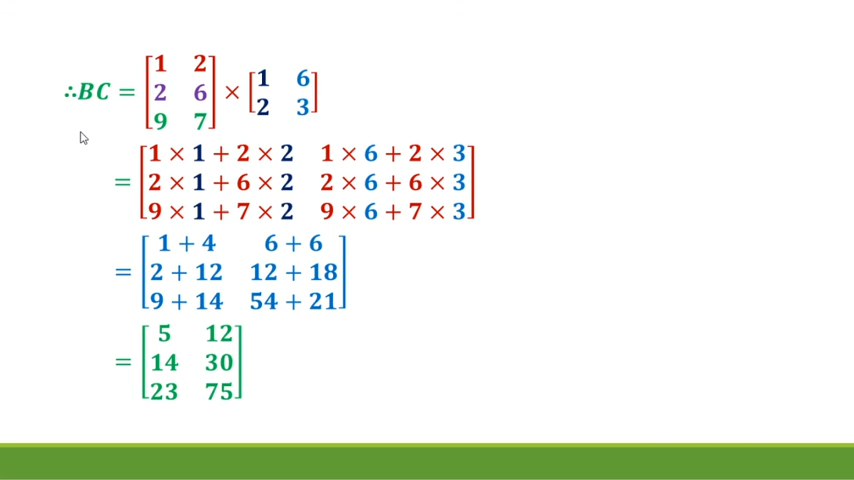 ∴BC = [1 2
2 6
9 7] × [1 6
2 3]
= [1 × 1 + 2 × 2 1 × 6 + 2 × 3
2 × 1 + 6 × 2 2 × 6 + 6 × 3
9 × 1 + 7 × 2 9 × 6 + 7 × 3]
= [1 + 4 6 + 6
2 + 12 12 + 18
9 + 14 54 + 21]
= [5 12
14 30
23 75]